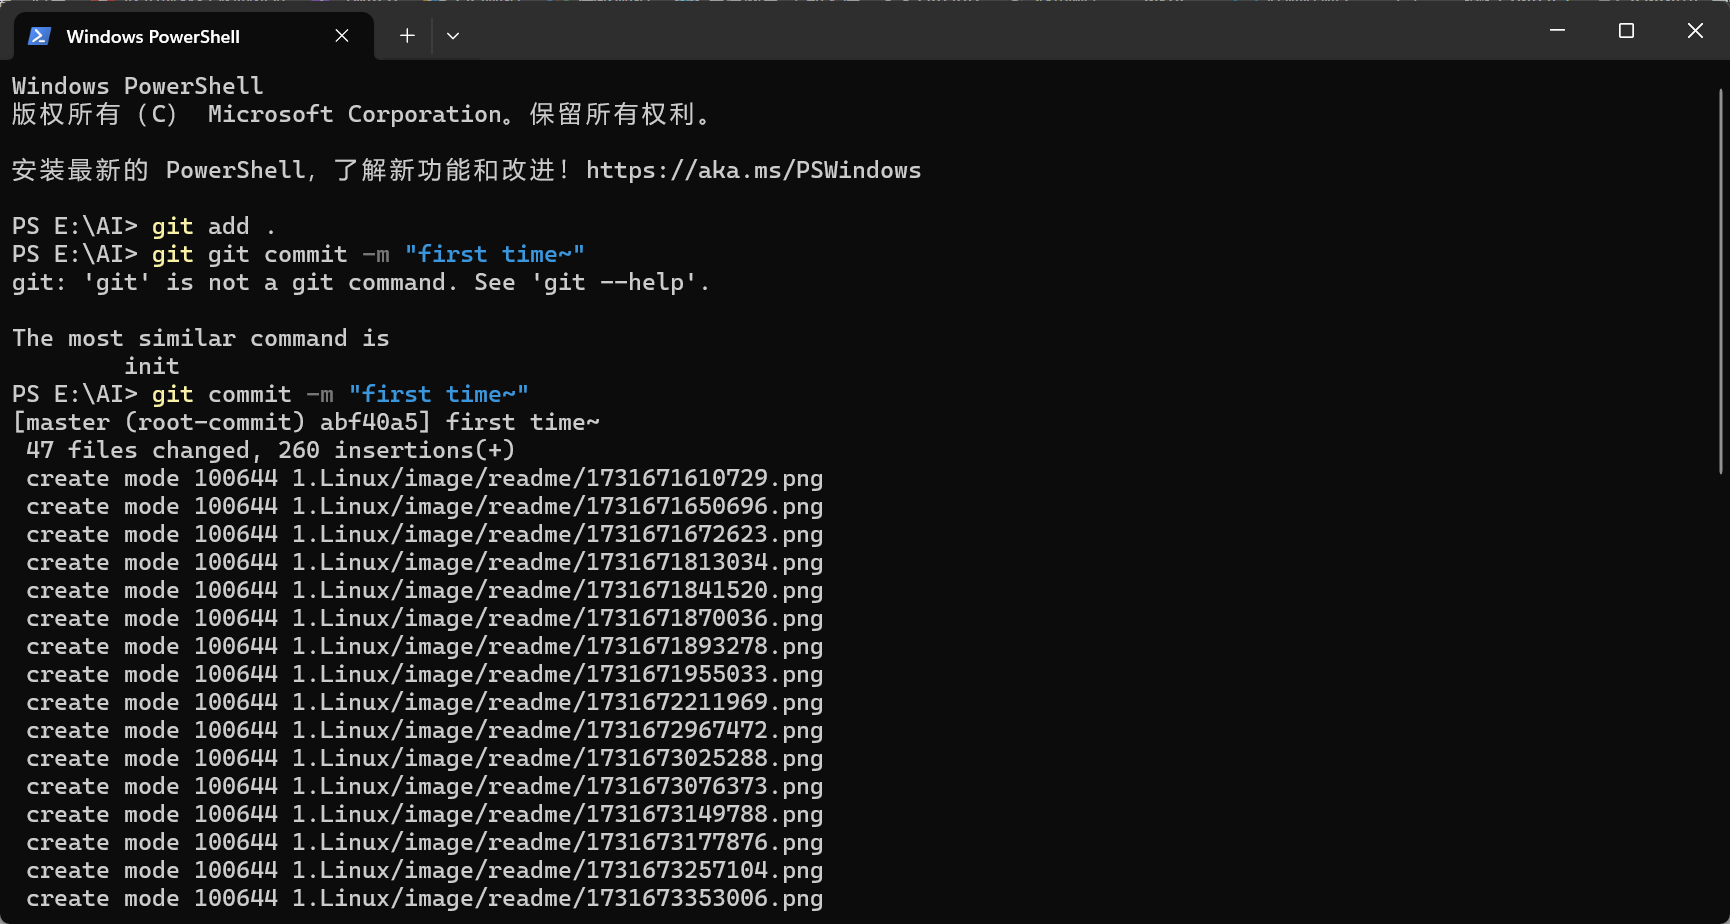 Windows PowerShell
Windows PowerShell
版权所有（C） Microsoft Corporation。保留所有权利。
安装最新的 PowerShell，了解新功能和改进！https://aka.ms/PSWindows
PS E:\AI> git add .
PS E:\AI> git git commit -m "first time~"
git: 'git' is not a git command. See 'git --help'.
The most similar command is
init
PS E:\AI> git commit -m "first time~"
[master (root-commit) abf40a5] first time~
47 files changed, 260 insertions(+)
create mode 100644 1.Linux/image/readme/1731671610729.png
create mode 100644 1.Linux/image/readme/1731671650696.png
create mode 100644 1.Linux/image/readme/1731671672623.png
create mode 100644 1.Linux/image/readme/1731671813034.png
create mode 100644 1.Linux/image/readme/1731671841520.png
create mode 100644 1.Linux/image/readme/1731671870036.png
create mode 100644 1.Linux/image/readme/1731671893278.png
create mode 100644 1.Linux/image/readme/1731671955033.png
create mode 100644 1.Linux/image/readme/1731672211969.png
create mode 100644 1.Linux/image/readme/1731672967472.png
create mode 100644 1.Linux/image/readme/1731673025288.png
create mode 100644 1.Linux/image/readme/1731673076373.png
create mode 100644 1.Linux/image/readme/1731673149788.png
create mode 100644 1.Linux/image/readme/1731673177876.png
create mode 100644 1.Linux/image/readme/1731673257104.png
create mode 100644 1.Linux/image/readme/1731673353006.png